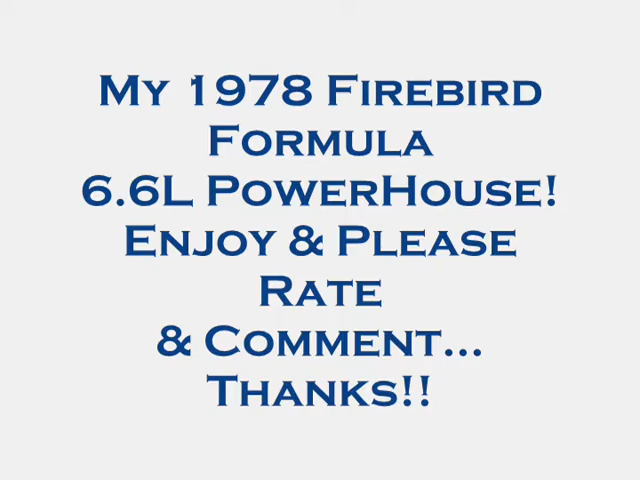 My 1978 Firebird
Formula
6.6L PowerHouse!
Enjoy & Please
Rate
& Comment...
Thanks!!